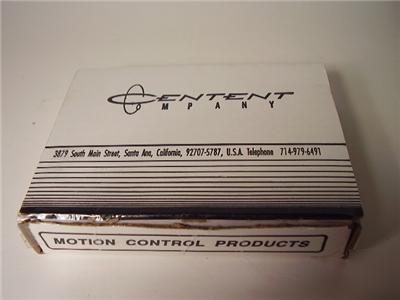 CENTENT
COMPANY
3879 South Main Street, Santa Ana, California, 92707-5787, U.S.A. Telephone 714-979-6491
MOTION CONTROL PRODUCTS